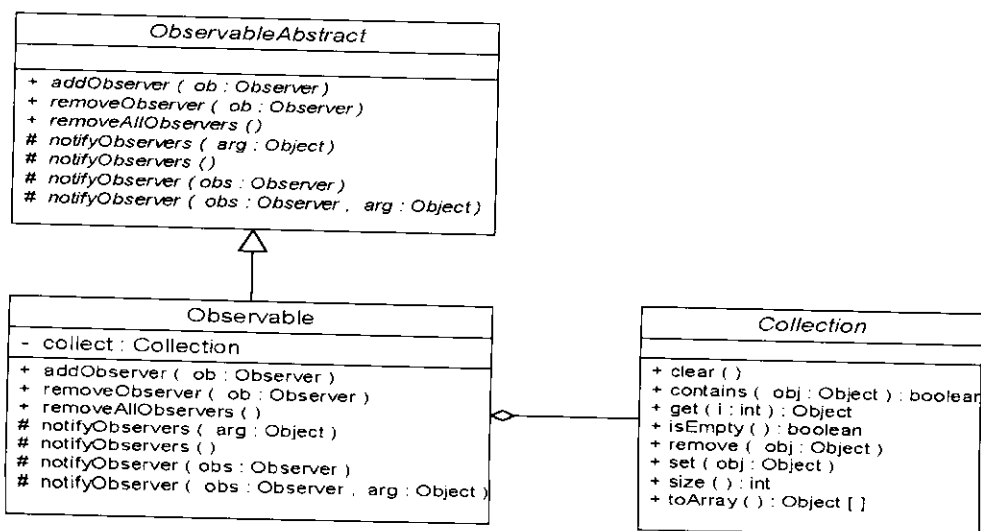 ObservableAbstract
+ addObserver ( ob : Observer)
+ removeObserver ( ob : Observer)
+ removeAllObservers ()
# notifyObservers ( arg : Object)
# notifyObservers ()
# notifyObserver (obs : Observer)
# notifyObserver ( obs : Observer , arg : Object)
Observable
- collect : Collection
+ addObserver ( ob : Observer )
+ removeObserver ( ob : Observer)
+ removeAllObservers ( )
# notifyObservers ( arg : Object)
# notifyObservers ( )
# notifyObserver (obs : Observer )
# notifyObserver ( obs : Observer , arg : Object)
Collection
+ clear ( )
+ contains ( obj : Object ) : boolean
+ get ( i : int ) : Object
+ isEmpty ( ) : boolean
+ remove ( obj : Object )
+ set ( obj : Object )
+ size ( ) : int
+ toArray ( ) : Object [ ]